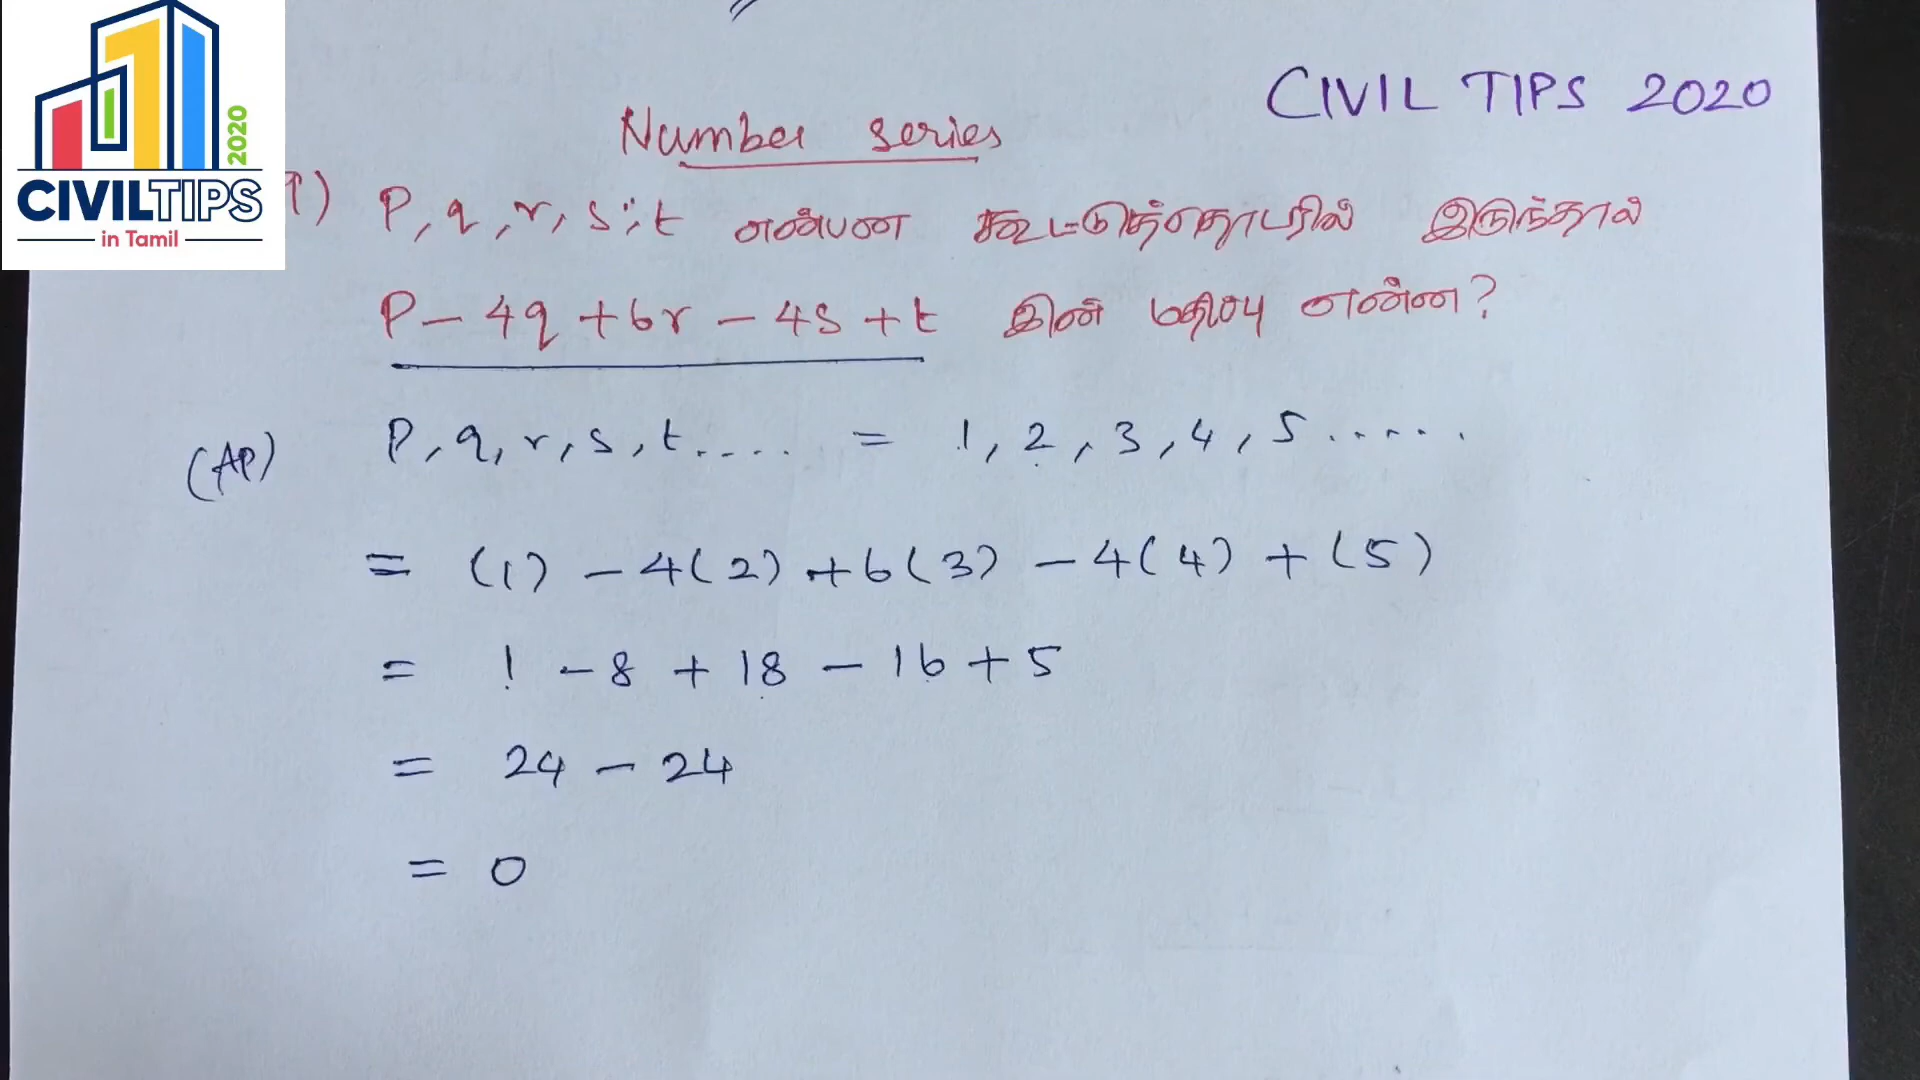 2020
CIVILTIPS
in Tamil
CIVIL TIPS 2020
Number series
1) P, q, r, s, t என்பன கூட்டுத்தொடரில் இருந்தால்
P - 4q + 6r - 4s + t இன் மதிப்பு என்ன?
(AP) P, q, r, s, t.... = 1, 2, 3, 4, 5.....
= (1) - 4(2) + 6(3) - 4(4) + (5)
= 1 - 8 + 18 - 16 + 5
= 24 - 24
= 0